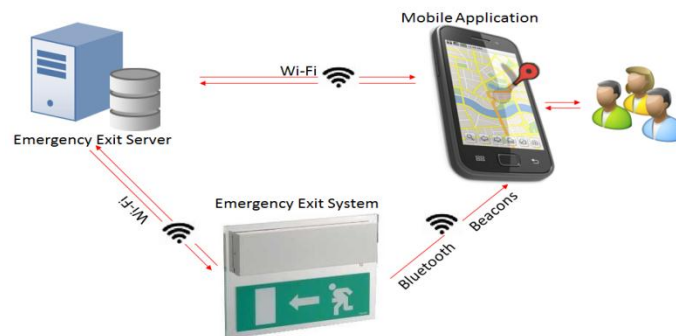 Mobile Application
Wi-Fi
Emergency Exit Server
Wi-Fi
Emergency Exit System
Bluetooth Beacons